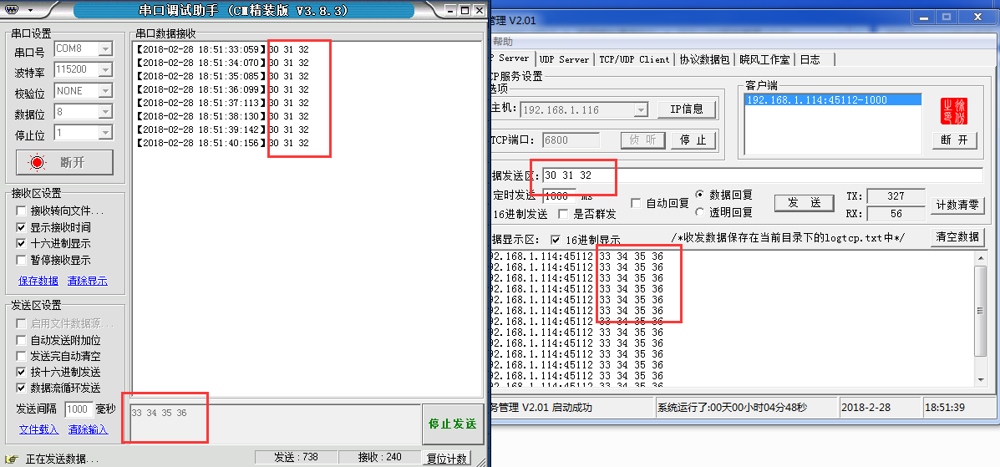 串口调试助手 (CM精装版 V3.8.3)
串口设置
串口号 COM8
波特率 115200
校验位 NONE
数据位 8
停止位 1
断开
接收区设置
接收转向文件...
显示接收时间
十六进制显示
暂停接收显示
保存数据 清除显示
发送区设置
启用文件数据源...
自动发送附加位
发送完自动清空
按十六进制发送
数据流循环发送
发送间隔 1000 毫秒
文件载入 清除输入
串口数据接收
【2018-02-28 18:51:33:059】30 31 32
【2018-02-28 18:51:34:070】30 31 32
【2018-02-28 18:51:35:085】30 31 32
【2018-02-28 18:51:36:099】30 31 32
【2018-02-28 18:51:37:113】30 31 32
【2018-02-28 18:51:38:130】30 31 32
【2018-02-28 18:51:39:142】30 31 32
【2018-02-28 18:51:40:156】30 31 32
33 34 35 36
停止发送
正在发送数据... 发送 : 738 接收 : 240 复位计数
管理 V2.01
帮助
P Server UDP Server TCP/UDP Client 协议数据包 晓风工作室 日志
CP服务设置
选项
主机: 192.168.1.116 IP信息
TCP端口: 6800 侦 听 停 止
客户端
192.168.1.114:45112-1000
断 开
据发送区: 30 31 32
定时发送 1000 ms
16进制发送 是否群发
自动回复
数据回复
透明回复
发 送
TX: 327
RX: 56
计数清零
据显示区: 16进制显示 /*收发数据保存在当前目录下的logtcp.txt中*/ 清空数据
92.168.1.114:45112 33 34 35 36
92.168.1.114:45112 33 34 35 36
92.168.1.114:45112 33 34 35 36
92.168.1.114:45112 33 34 35 36
92.168.1.114:45112 33 34 35 36
92.168.1.114:45112 33 34 35 36
92.168.1.114:45112 33 34 35 36
92.168.1.114:45112 33 34 35 36
92.168.1.114:45112 33 34 35 36
92.168.1.114:45112 33 34 35 36
92.168.1.114:45112 33 34 35 36
92.168.1.114:45112 33 34 35 36
92.168.1.114:45112 33 34 35 36
务管理 V2.01 启动成功 系统运行了:00天00小时04分48秒 2018-2-28 18:51:39